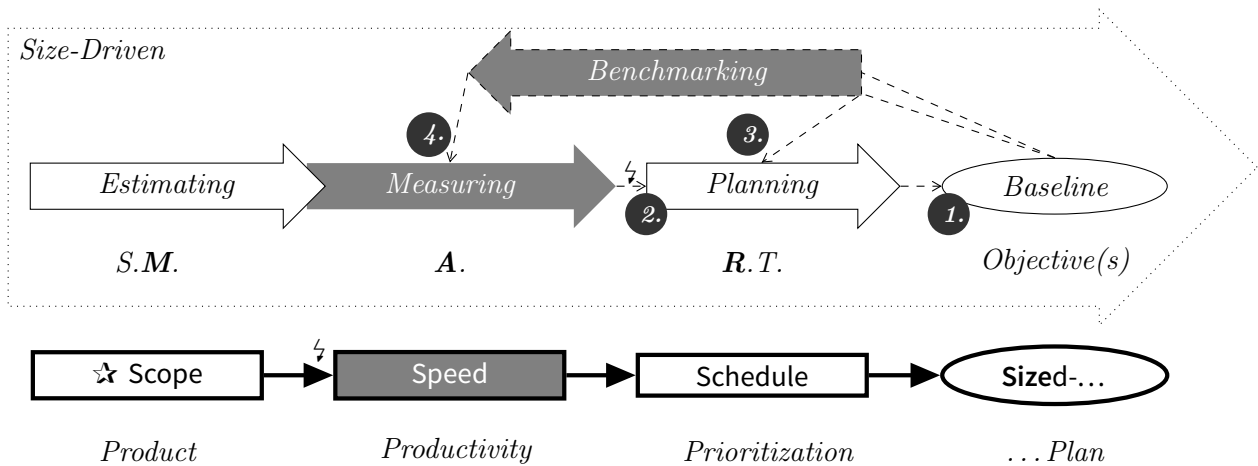 Size-Driven
Benchmarking
4.
3.
Estimating
Measuring
Planning
Baseline
2.
1.
S.M.
A.
R.T.
Objective(s)
☆ Scope
Speed
Schedule
Sized-...
Product
Productivity
Prioritization
...Plan